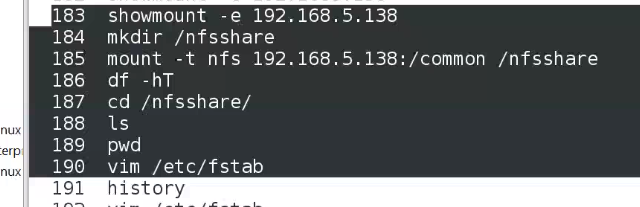 183 showmount -e 192.168.5.138
184 mkdir /nfsshare
185 mount -t nfs 192.168.5.138:/common /nfsshare
186 df -hT
187 cd /nfsshare/
188 ls
189 pwd
190 vim /etc/fstab
191 history
nux
terp
nux